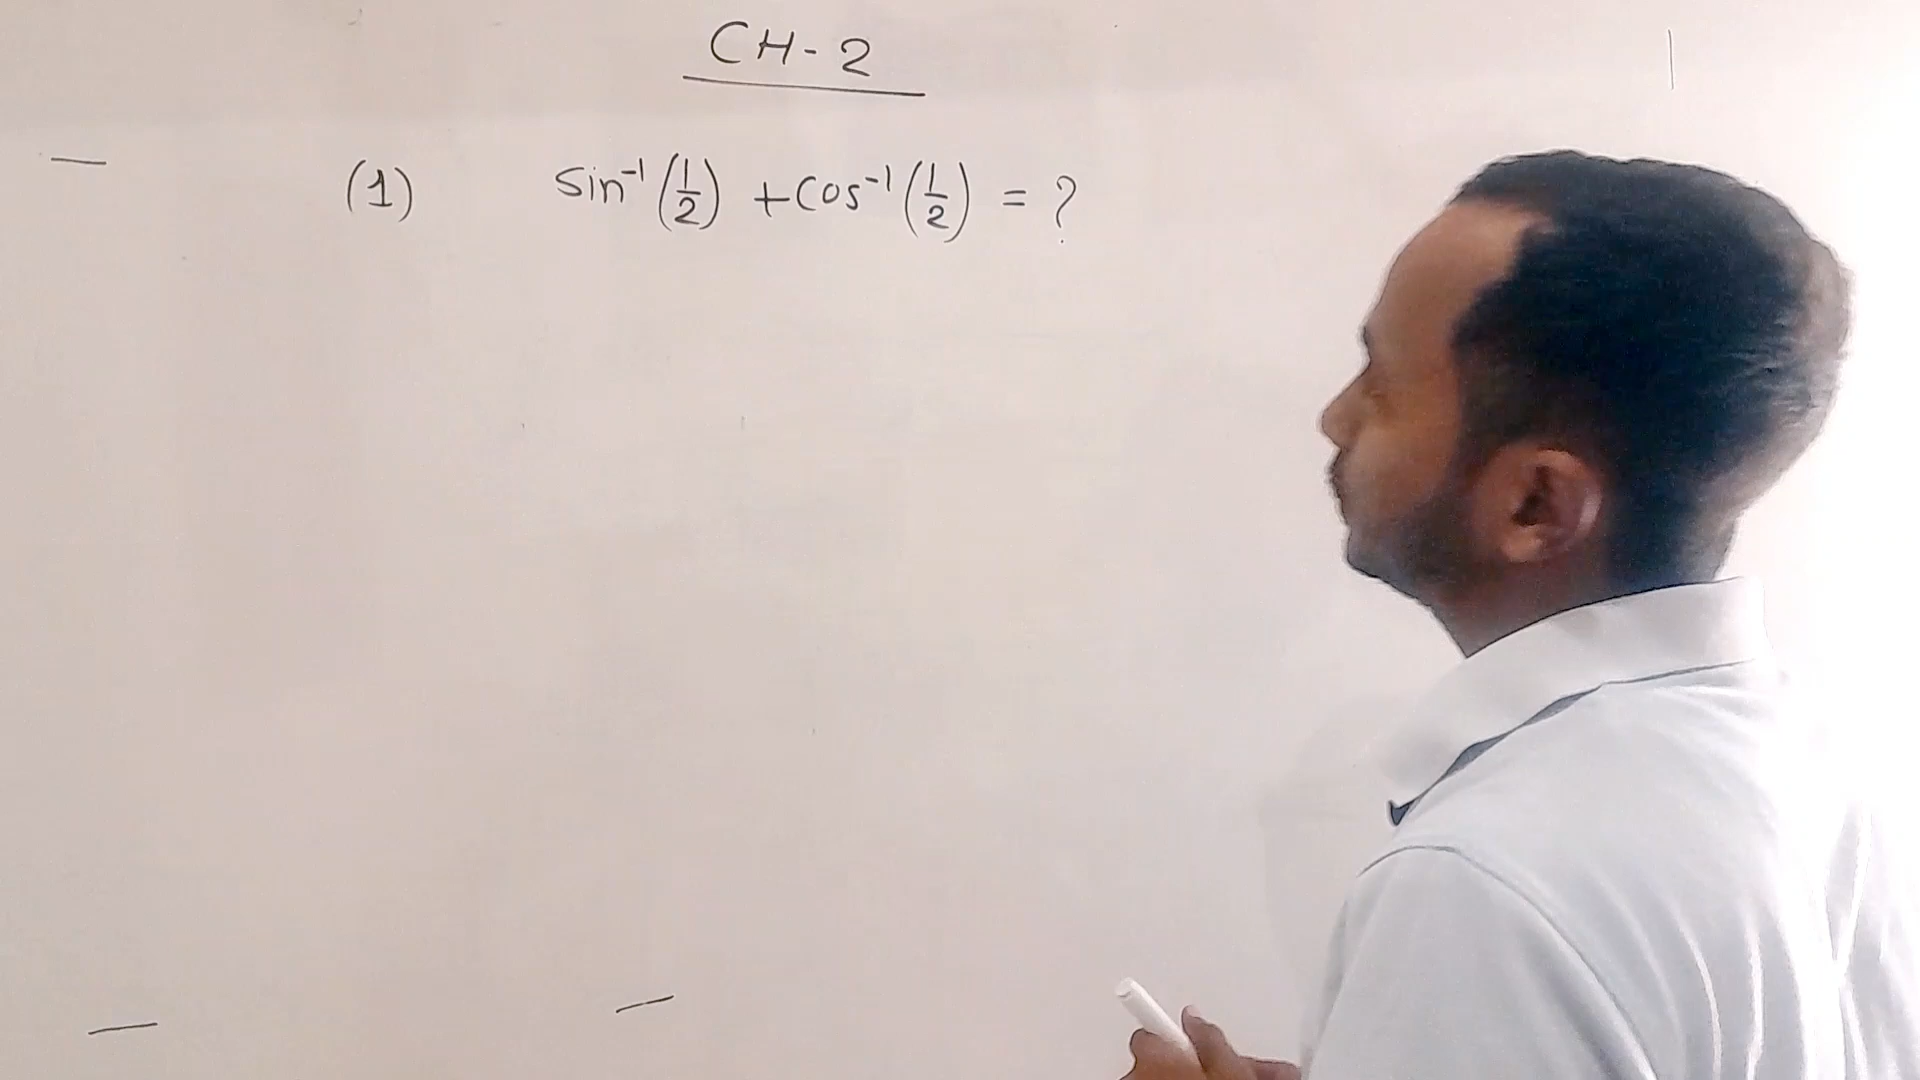 CH-2
(1) sin⁻¹(1/2) + cos⁻¹(1/2) = ?